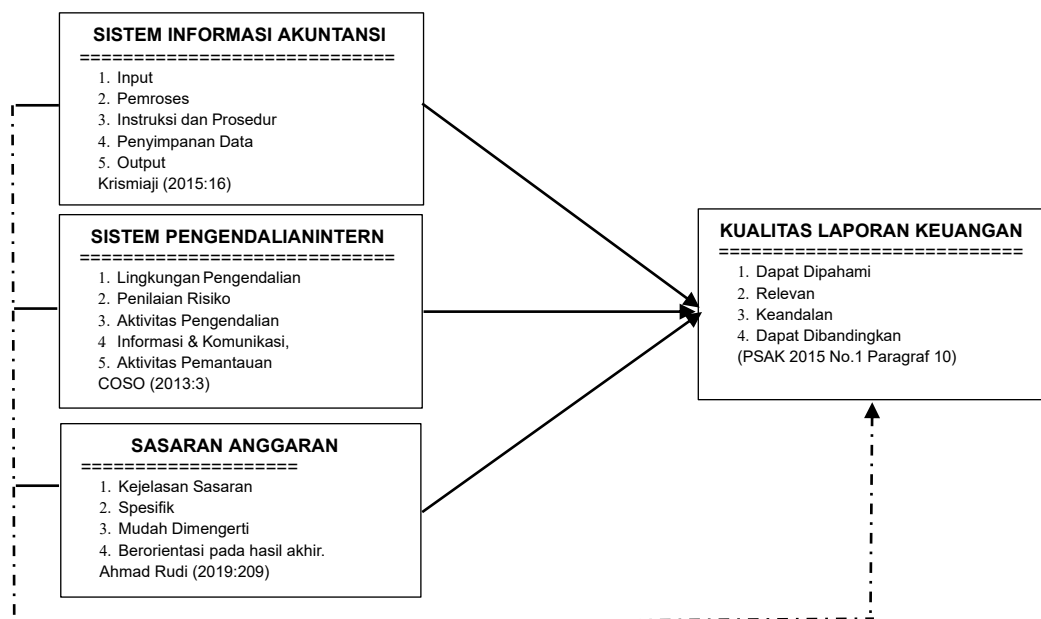 SISTEM INFORMASI AKUNTANSI
=============================
1. Input
2. Pemroses
3. Instruksi dan Prosedur
4. Penyimpanan Data
5. Output
Krismiaji (2015:16)
SISTEM PENGENDALIANINTERN
=============================
1. Lingkungan Pengendalian
2. Penilaian Risiko
3. Aktivitas Pengendalian
4 Informasi & Komunikasi,
5. Aktivitas Pemantauan
COSO (2013:3)
SASARAN ANGGARAN
====================
1. Kejelasan Sasaran
2. Spesifik
3. Mudah Dimengerti
4. Berorientasi pada hasil akhir.
Ahmad Rudi (2019:209)
KUALITAS LAPORAN KEUANGAN
============================
1. Dapat Dipahami
2. Relevan
3. Keandalan
4. Dapat Dibandingkan
(PSAK 2015 No.1 Paragraf 10)